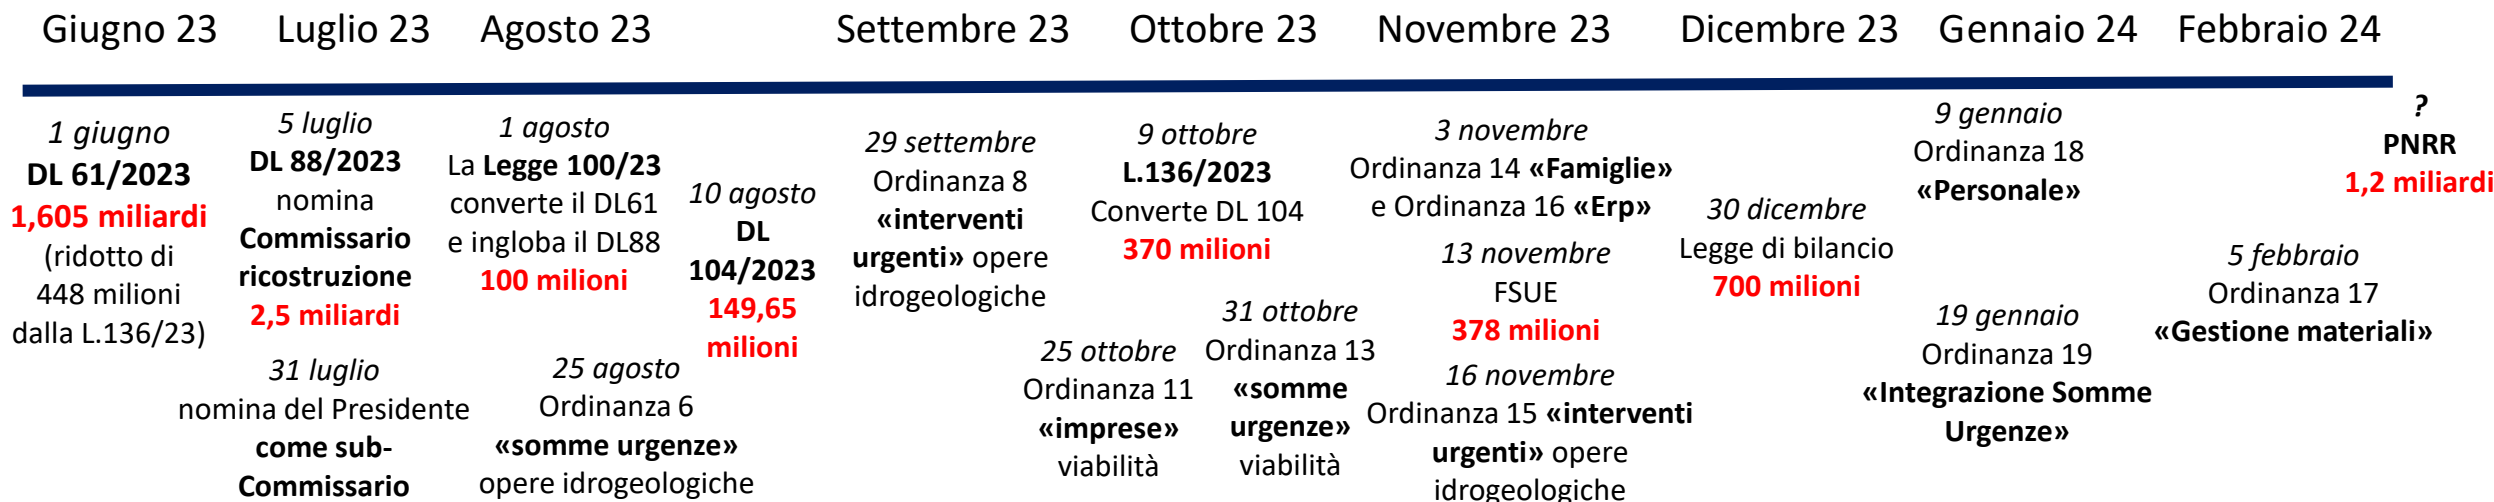 Giugno 23
Luglio 23
Agosto 23
Settembre 23
Ottobre 23
Novembre 23
Dicembre 23
Gennaio 24
Febbraio 24
1 giugno
DL 61/2023
1,605 miliardi
(ridotto di
448 milioni
dalla L.136/23)
5 luglio
DL 88/2023
nomina
Commissario
ricostruzione
2,5 miliardi
31 luglio
nomina del Presidente
come sub-
Commissario
1 agosto
La Legge 100/23
converte il DL61
e ingloba il DL88
100 milioni
10 agosto
DL
104/2023
149,65
milioni
25 agosto
Ordinanza 6
«somme urgenze»
opere idrogeologiche
29 settembre
Ordinanza 8
«interventi
urgenti» opere
idrogeologiche
9 ottobre
L.136/2023
Converte DL 104
370 milioni
25 ottobre
Ordinanza 11
«imprese»
viabilità
31 ottobre
Ordinanza 13
«somme
urgenze»
viabilità
3 novembre
Ordinanza 14 «Famiglie»
e Ordinanza 16 «Erp»
13 novembre
FSUE
378 milioni
16 novembre
Ordinanza 15 «interventi
urgenti» opere
idrogeologiche
30 dicembre
Legge di bilancio
700 milioni
9 gennaio
Ordinanza 18
«Personale»
19 gennaio
Ordinanza 19
«Integrazione Somme
Urgenze»
5 febbraio
Ordinanza 17
«Gestione materiali»
?
PNRR
1,2 miliardi